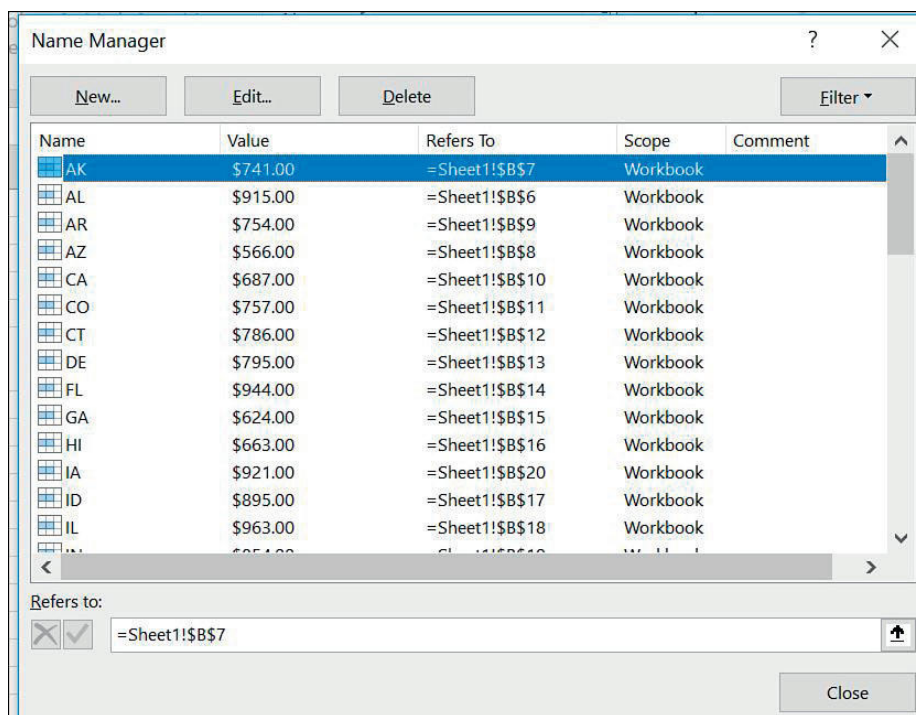 Name Manager ? ×
New... Edit... Delete Filter
Name Value Refers To Scope Comment
AK $741.00 =Sheet1!$B$7 Workbook
AL $915.00 =Sheet1!$B$6 Workbook
AR $754.00 =Sheet1!$B$9 Workbook
AZ $566.00 =Sheet1!$B$8 Workbook
CA $687.00 =Sheet1!$B$10 Workbook
CO $757.00 =Sheet1!$B$11 Workbook
CT $786.00 =Sheet1!$B$12 Workbook
DE $795.00 =Sheet1!$B$13 Workbook
FL $944.00 =Sheet1!$B$14 Workbook
GA $624.00 =Sheet1!$B$15 Workbook
HI $663.00 =Sheet1!$B$16 Workbook
IA $921.00 =Sheet1!$B$20 Workbook
ID $895.00 =Sheet1!$B$17 Workbook
IL $963.00 =Sheet1!$B$18 Workbook
Refers to:
=Sheet1!$B$7
Close